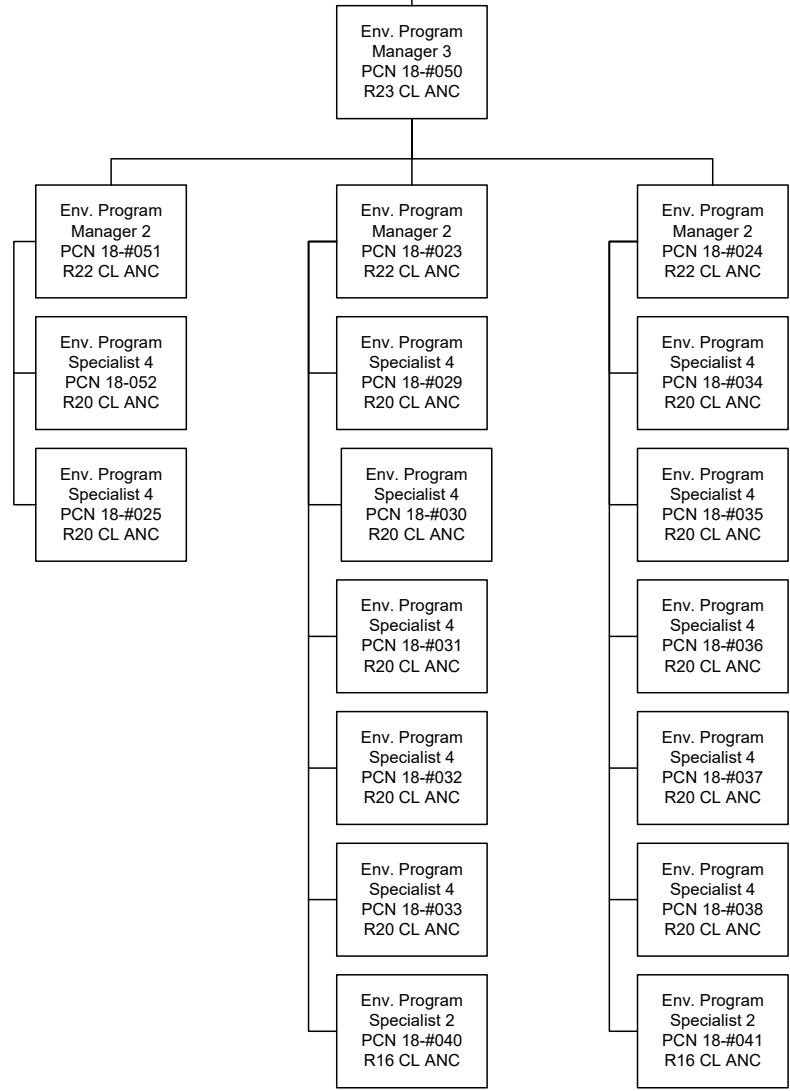 Env. Program
Manager 3
PCN 18-#050
R23 CL ANC
Env. Program
Manager 2
PCN 18-#051
R22 CL ANC
Env. Program
Specialist 4
PCN 18-052
R20 CL ANC
Env. Program
Specialist 4
PCN 18-#025
R20 CL ANC
Env. Program
Manager 2
PCN 18-#023
R22 CL ANC
Env. Program
Specialist 4
PCN 18-#029
R20 CL ANC
Env. Program
Specialist 4
PCN 18-#030
R20 CL ANC
Env. Program
Specialist 4
PCN 18-#031
R20 CL ANC
Env. Program
Specialist 4
PCN 18-#032
R20 CL ANC
Env. Program
Specialist 4
PCN 18-#033
R20 CL ANC
Env. Program
Specialist 2
PCN 18-#040
R16 CL ANC
Env. Program
Manager 2
PCN 18-#024
R22 CL ANC
Env. Program
Specialist 4
PCN 18-#034
R20 CL ANC
Env. Program
Specialist 4
PCN 18-#035
R20 CL ANC
Env. Program
Specialist 4
PCN 18-#036
R20 CL ANC
Env. Program
Specialist 4
PCN 18-#037
R20 CL ANC
Env. Program
Specialist 4
PCN 18-#038
R20 CL ANC
Env. Program
Specialist 2
PCN 18-#041
R16 CL ANC